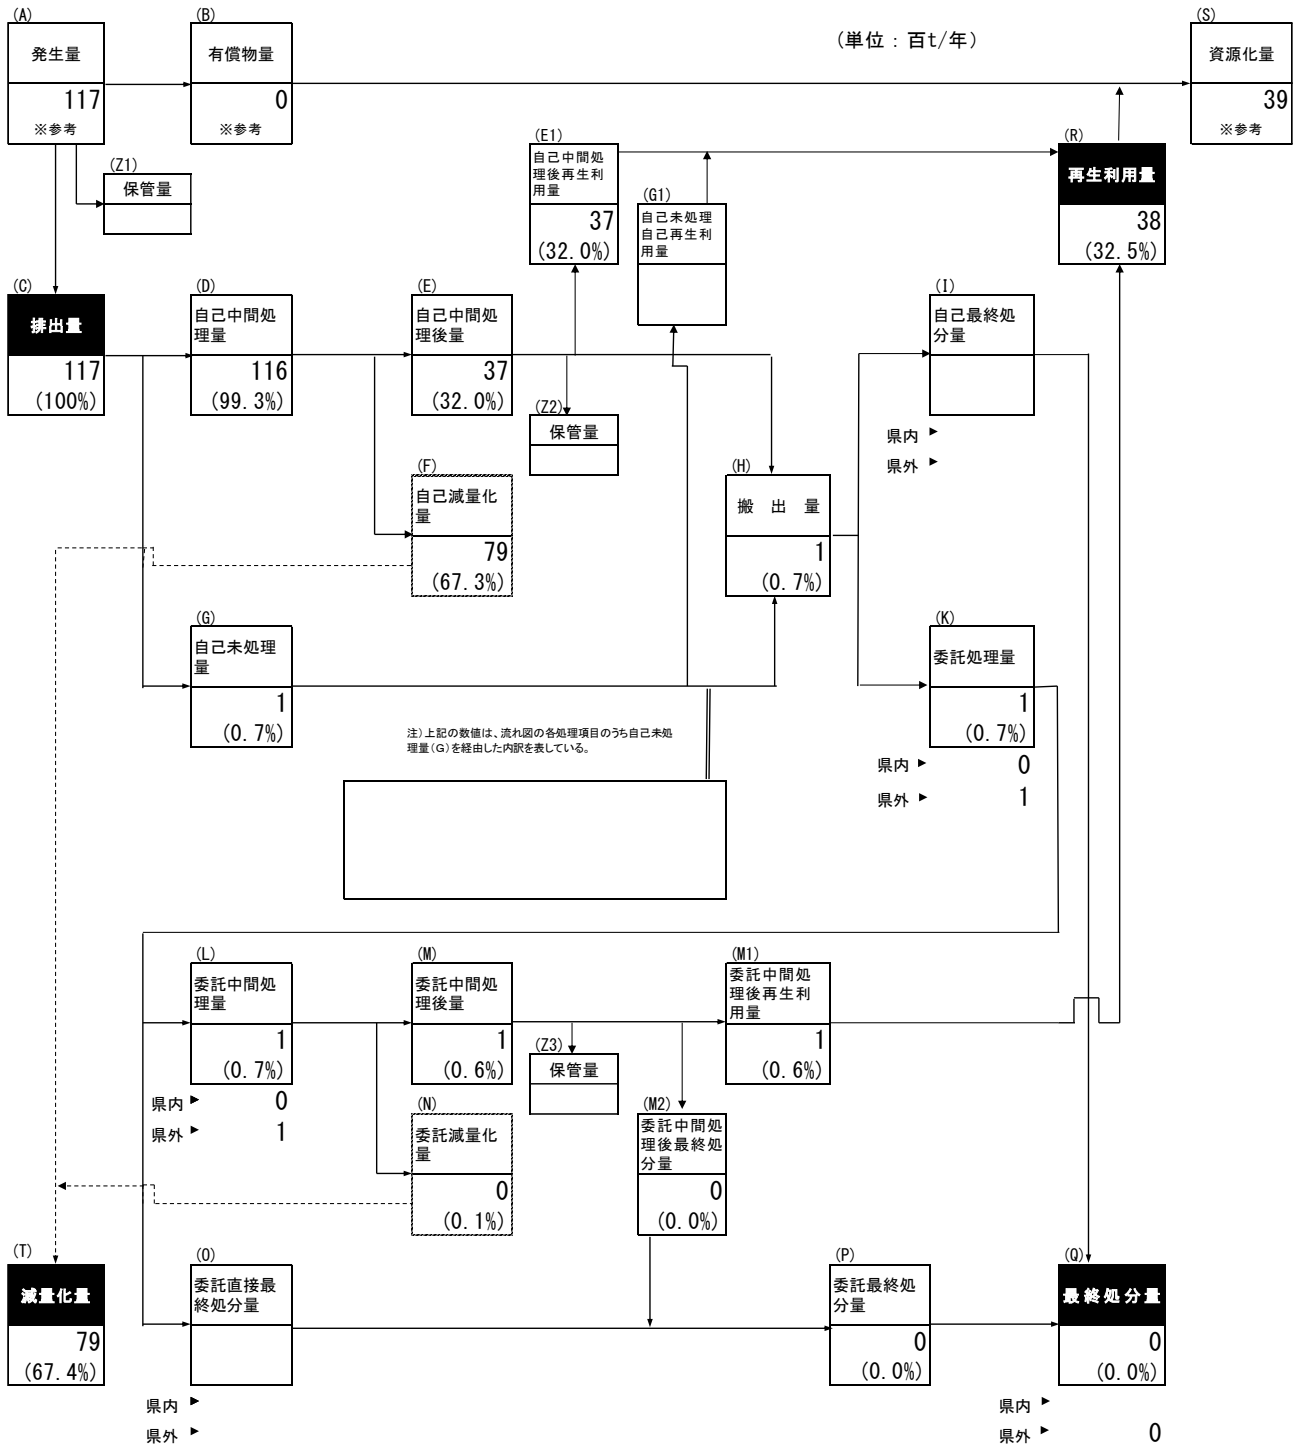 (A)
発生量
117
※参考
(B)
有償物量
0
※参考
(単位：百t/年)
(S)
資源化量
39
※参考
(Z1)
保管量
(E1)
自己中間処
理後再生利
用量
37
(32.0%)
(G1)
自己未処理
自己再生利
用量
(R)
再生利用量
38
(32.5%)
(C)
排出量
117
(100%)
(D)
自己中間処
理量
116
(99.3%)
(E)
自己中間処
理後量
37
(32.0%)
(I)
自己最終処
分量
県内
県外
(Z2)
保管量
(F)
自己減量化
量
79
(67.3%)
(H)
搬出量
1
(0.7%)
(G)
自己未処理
量
1
(0.7%)
(K)
委託処理量
1
(0.7%)
県内 0
県外 1
注)上記の数値は、流れ図の各処理項目のうち自己未処
理量(G)を経由した内訳を表している。
(L)
委託中間処
理量
1
(0.7%)
県内 0
県外 1
(M)
委託中間処
理後量
1
(0.6%)
(Z3)
保管量
(M1)
委託中間処
理後再生利
用量
1
(0.6%)
(N)
委託減量化
量
0
(0.1%)
(M2)
委託中間処
理後最終処
分量
0
(0.0%)
(T)
減量化量
79
(67.4%)
(O)
委託直接最
終処分量
県内
県外
(P)
委託最終処
分量
0
(0.0%)
(Q)
最終処分量
0
(0.0%)
県内
県外 0